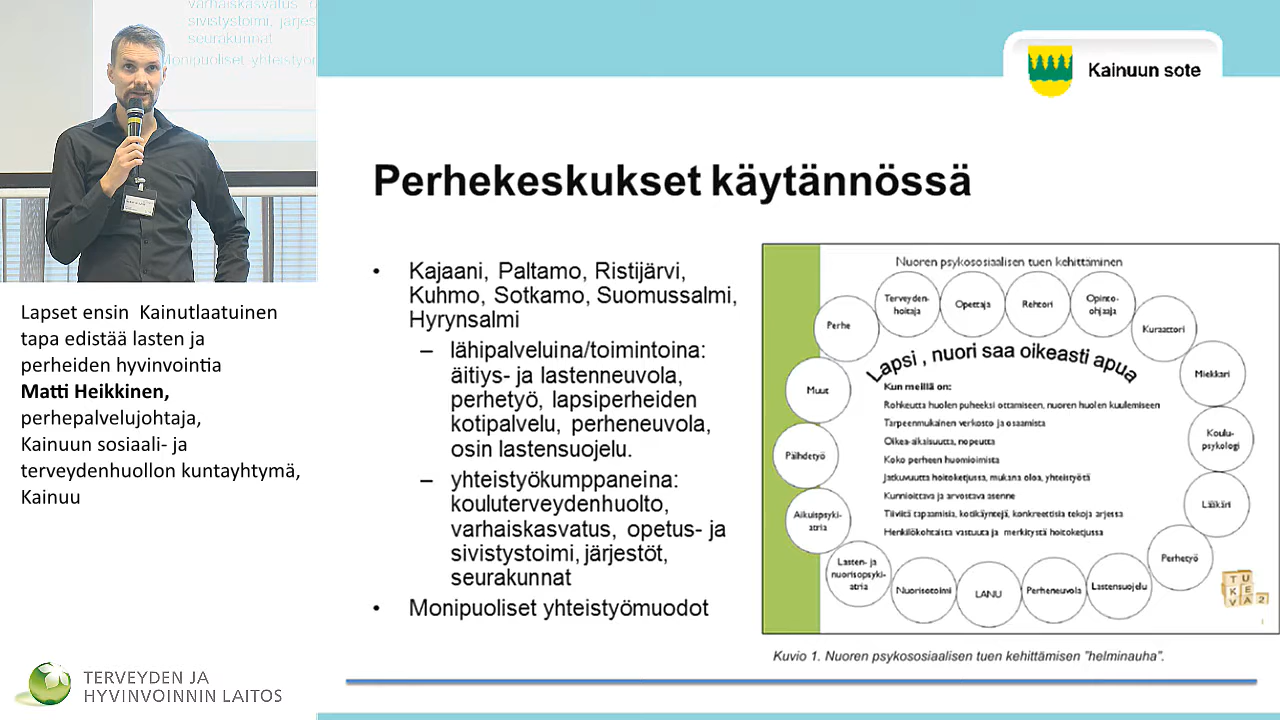 varhaiskasvatus,
sivistystoimi, järjes
seurakunnat
Monipuoliset yhteistyön
Lapset ensin Kainutlaatuinen
tapa edistää lasten ja
perheiden hyvinvointia
Matti Heikkinen,
perhepalvelujohtaja,
Kainuun sosiaali- ja
terveydenhuollon kuntayhtymä,
Kainuu
TERVEYDEN JA
HYVINVOINNIN LAITOS
Kainuun sote
Perhekeskukset käytännössä
• Kajaani, Paltamo, Ristijärvi,
Kuhmo, Sotkamo, Suomussalmi,
Hyrynsalmi
– lähipalveluina/toimintoina:
äitiys- ja lastenneuvola,
perhetyö, lapsiperheiden
kotipalvelu, perheneuvola,
osin lastensuojelu.
– yhteistyökumppaneina:
kouluterveydenhuolto,
varhaiskasvatus, opetus- ja
sivistystoimi, järjestöt,
seurakunnat
• Monipuoliset yhteistyömuodot
Nuoren psykososiaalisen tuen kehittäminen
Perhe
Terveyden-
hoitaja
Opettaja
Rehtori
Opinto-
ohjaaja
Kuraattori
Miekkari
Koulu-
psykologi
Lääkäri
Perhetyö
Lastensuojelu
Perheneuvola
LANU
Nuorisotoimi
Lasten- ja
nuorisopsyki-
atria
Aikuispsyki-
atria
Päihdetyö
Muut
Lapsi , nuori saa oikeasti apua
Kun meillä on:
Rohkeutta huolen puheeksi ottamiseen, nuoren huolen kuulemiseen
Tarpeenmukainen verkosto ja osaamista
Oikea-aikaisuutta, nopeutta
Koko perheen huomioimista
Jatkuvuutta hoitoketjussa, mukana oloa, yhteistyötä
Kunnioittava ja arvostava asenne
Tiiviitä tapaamisia, kotikäyntejä, konkreettisia tekoja arjessa
Henkilökohtaista vastuuta ja merkitystä hoitoketjussa
Kuvio 1. Nuoren psykososiaalisen tuen kehittämisen "helminauha".